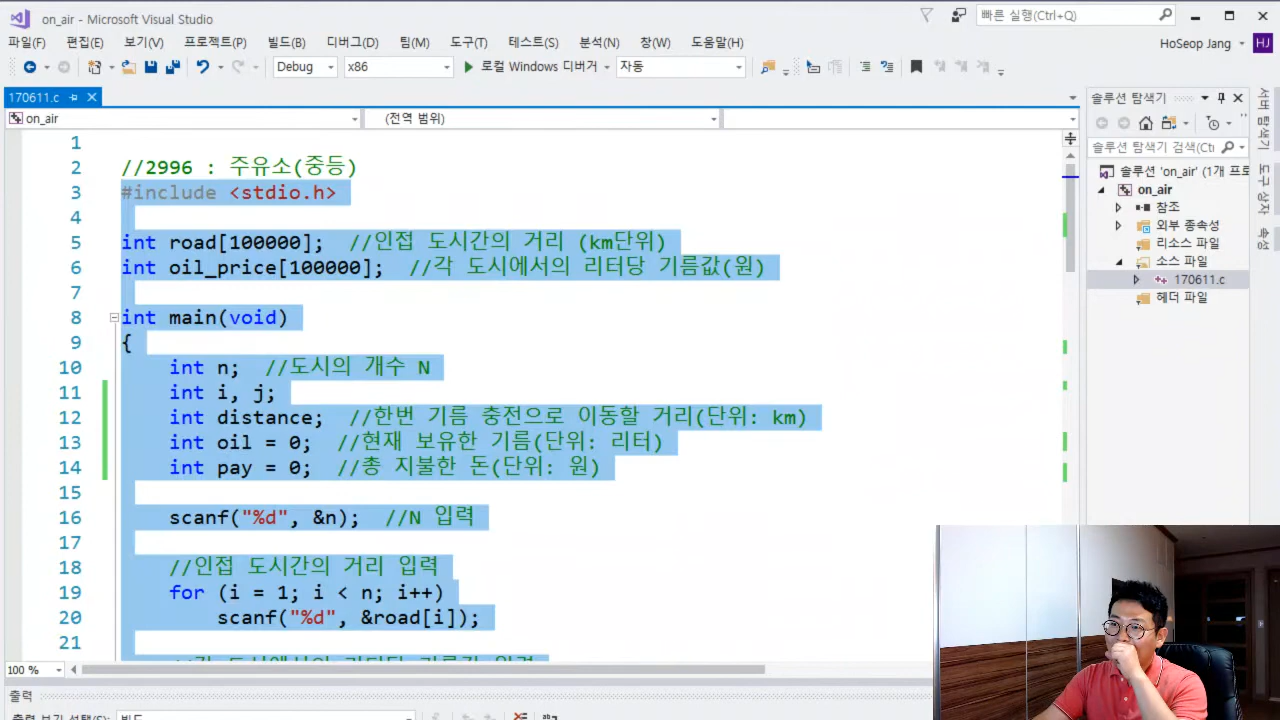 on_air - Microsoft Visual Studio
빠른 실행(Ctrl+Q)
파일(F) 편집(E) 보기(V) 프로젝트(P) 빌드(B) 디버그(D) 팀(M) 도구(T) 테스트(S) 분석(N) 창(W) 도움말(H)
HoSeop Jang HJ
Debug x86 로컬 Windows 디버거 자동
170611.c
on_air (전역 범위)
1
2 //2996 : 주유소(중등)
3 #include <stdio.h>
4
5 int road[100000]; //인접 도시간의 거리 (km단위)
6 int oil_price[100000]; //각 도시에서의 리터당 기름값(원)
7
8 int main(void)
9 {
10 int n; //도시의 개수 N
11 int i, j;
12 int distance; //한번 기름 충전으로 이동할 거리(단위: km)
13 int oil = 0; //현재 보유한 기름(단위: 리터)
14 int pay = 0; //총 지불한 돈(단위: 원)
15
16 scanf("%d", &n); //N 입력
17
18 //인접 도시간의 거리 입력
19 for (i = 1; i < n; i++)
20 scanf("%d", &road[i]);
21
100 %
출력
솔루션 탐색기
솔루션 탐색기 검색(Ct
솔루션 'on_air' (1개 프로
on_air
참조
외부 종속성
리소스 파일
소스 파일
170611.c
헤더 파일
서버 탐색기
도구 상자
속성